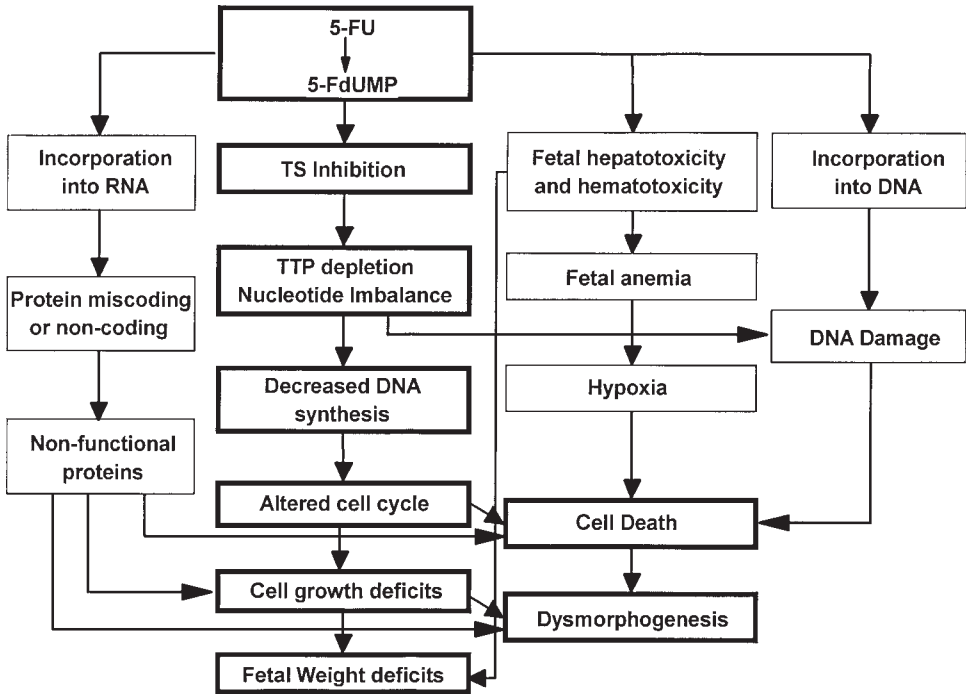 5-FU
5-FdUMP
Incorporation
into RNA
TS Inhibition
Fetal hepatotoxicity
and hematotoxicity
Incorporation
into DNA
Protein miscoding
or non-coding
TTP depletion
Nucleotide Imbalance
Fetal anemia
DNA Damage
Decreased DNA
synthesis
Hypoxia
Non-functional
proteins
Altered cell cycle
Cell Death
Cell growth deficits
Dysmorphogenesis
Fetal Weight deficits